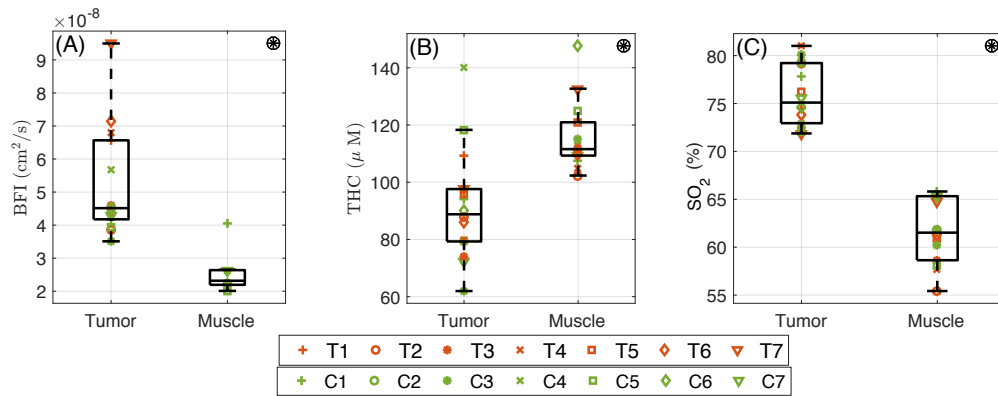 ×10⁻⁸
(A)
BFI (cm²/s)
9
8
7
6
5
4
3
2
Tumor Muscle
(B)
THC (μ M)
140
120
100
80
60
Tumor Muscle
(C)
SO₂ (%)
80
75
70
65
60
55
Tumor Muscle
T1 T2 T3 T4 T5 T6 T7
C1 C2 C3 C4 C5 C6 C7